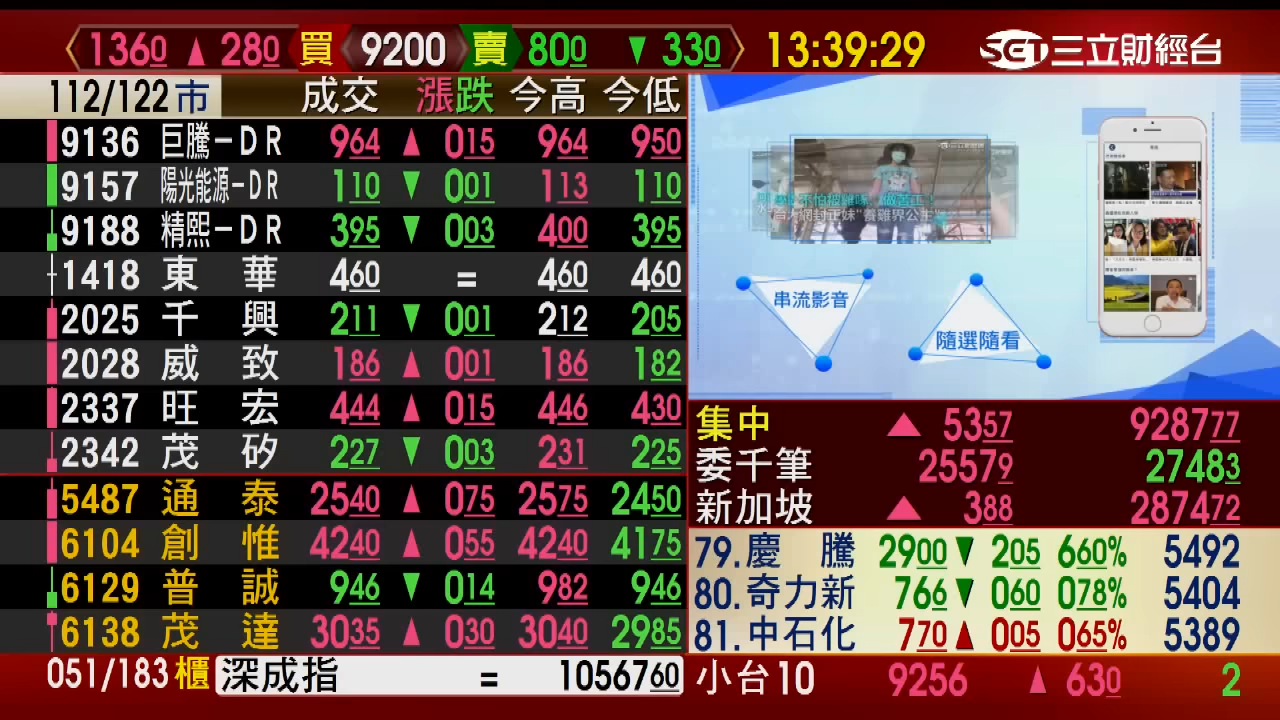 1360 ▲ 280 買 9200 賣 800 ▼ 330 13:39:29 SET三立財經台
112/122市 成交 漲跌 今高 今低
9136 巨騰-DR 964 ▲ 015 964 950
9157 陽光能源-DR 110 ▼ 001 113 110
9188 精熙-DR 395 ▼ 003 400 395
1418 東華 460 = 460 460
2025 千興 211 ▼ 001 212 205
2028 威致 186 ▲ 001 186 182
2337 旺宏 444 ▲ 015 446 430
2342 茂矽 227 ▼ 003 231 225
5487 通泰 2540 ▲ 075 2575 2450
6104 創惟 4240 ▲ 055 4240 4175
6129 普誠 946 ▼ 014 982 946
6138 茂達 3035 ▲ 030 3040 2985
051/183櫃 深成指 = 1056760
串流影音
隨選隨看
集中 ▲ 5357 928777
委千筆 25579 27483
新加坡 ▲ 388 287472
79.慶騰 2900 ▼ 205 660% 5492
80.奇力新 766 ▼ 060 078% 5404
81.中石化 770 ▲ 005 065% 5389
小台10 9256 ▲ 630 2